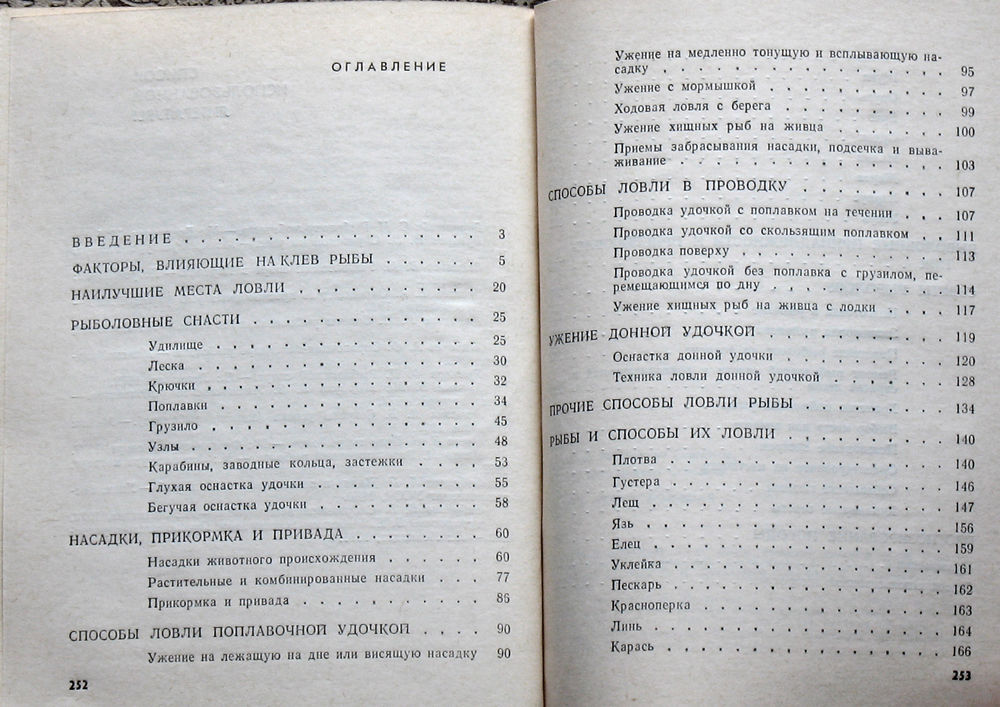 ОГЛАВЛЕНИЕ
ВВЕДЕНИЕ . . . . . . . . . . . . . . . . 3
ФАКТОРЫ, ВЛИЯЮЩИЕ НА КЛЕВ РЫБЫ . . . . . . 5
НАИЛУЧШИЕ МЕСТА ЛОВЛИ . . . . . . . . . . 20
РЫБОЛОВНЫЕ СНАСТИ . . . . . . . . . . . . 25
Удилище . . . . . . . . . . . . . . 25
Леска . . . . . . . . . . . . . . . 30
Крючки . . . . . . . . . . . . . . 32
Поплавки . . . . . . . . . . . . . 34
Грузило . . . . . . . . . . . . . . 45
Узлы . . . . . . . . . . . . . . . 48
Карабины, заводные кольца, застежки . . . . 53
Глухая оснастка удочки . . . . . . . . 55
Бегучая оснастка удочки . . . . . . . . 58
НАСАДКИ, ПРИКОРМКА И ПРИВАДА . . . . . . . 60
Насадки животного происхождения . . . . . 60
Растительные и комбинированные насадки . . . 77
Прикормка и привада . . . . . . . . . 86
СПОСОБЫ ЛОВЛИ ПОПЛАВОЧНОЙ УДОЧКОЙ . . . . 90
Ужение на лежащую на дне или висящую насадку 90
252
Ужение на медленно тонущую и всплывающую на-
садку . . . . . . . . . . . . . . . 95
Ужение с мормышкой . . . . . . . . . . 97
Ходовая ловля с берега . . . . . . . . . 99
Ужение хищных рыб на живца . . . . . . . 100
Приемы забрасывания насадки, подсечка и выва-
живание . . . . . . . . . . . . . . 103
СПОСОБЫ ЛОВЛИ В ПРОВОДКУ . . . . . . . . 107
Проводка удочкой с поплавком на течении . . . 107
Проводка удочкой со скользящим поплавком . . 111
Проводка поверху . . . . . . . . . . . 113
Проводка удочкой без поплавка с грузилом, пе-
ремещающимся по дну . . . . . . . . . 114
Ужение хищных рыб на живца с лодки . . . . 117
УЖЕНИЕ ДОННОЙ УДОЧКОЙ . . . . . . . . . 119
Оснастка донной удочки . . . . . . . . . 120
Техника ловли донной удочкой . . . . . . . 128
ПРОЧИЕ СПОСОБЫ ЛОВЛИ РЫБЫ . . . . . . . . 134
РЫБЫ И СПОСОБЫ ИХ ЛОВЛИ . . . . . . . . . 140
Плотва . . . . . . . . . . . . . . 140
Густера . . . . . . . . . . . . . . 146
Лещ . . . . . . . . . . . . . . . 147
Язь . . . . . . . . . . . . . . . 156
Елец . . . . . . . . . . . . . . . 159
Уклейка . . . . . . . . . . . . . . 161
Пескарь . . . . . . . . . . . . . . 162
Красноперка . . . . . . . . . . . . 163
Линь . . . . . . . . . . . . . . . 164
Карась . . . . . . . . . . . . . . 166
253